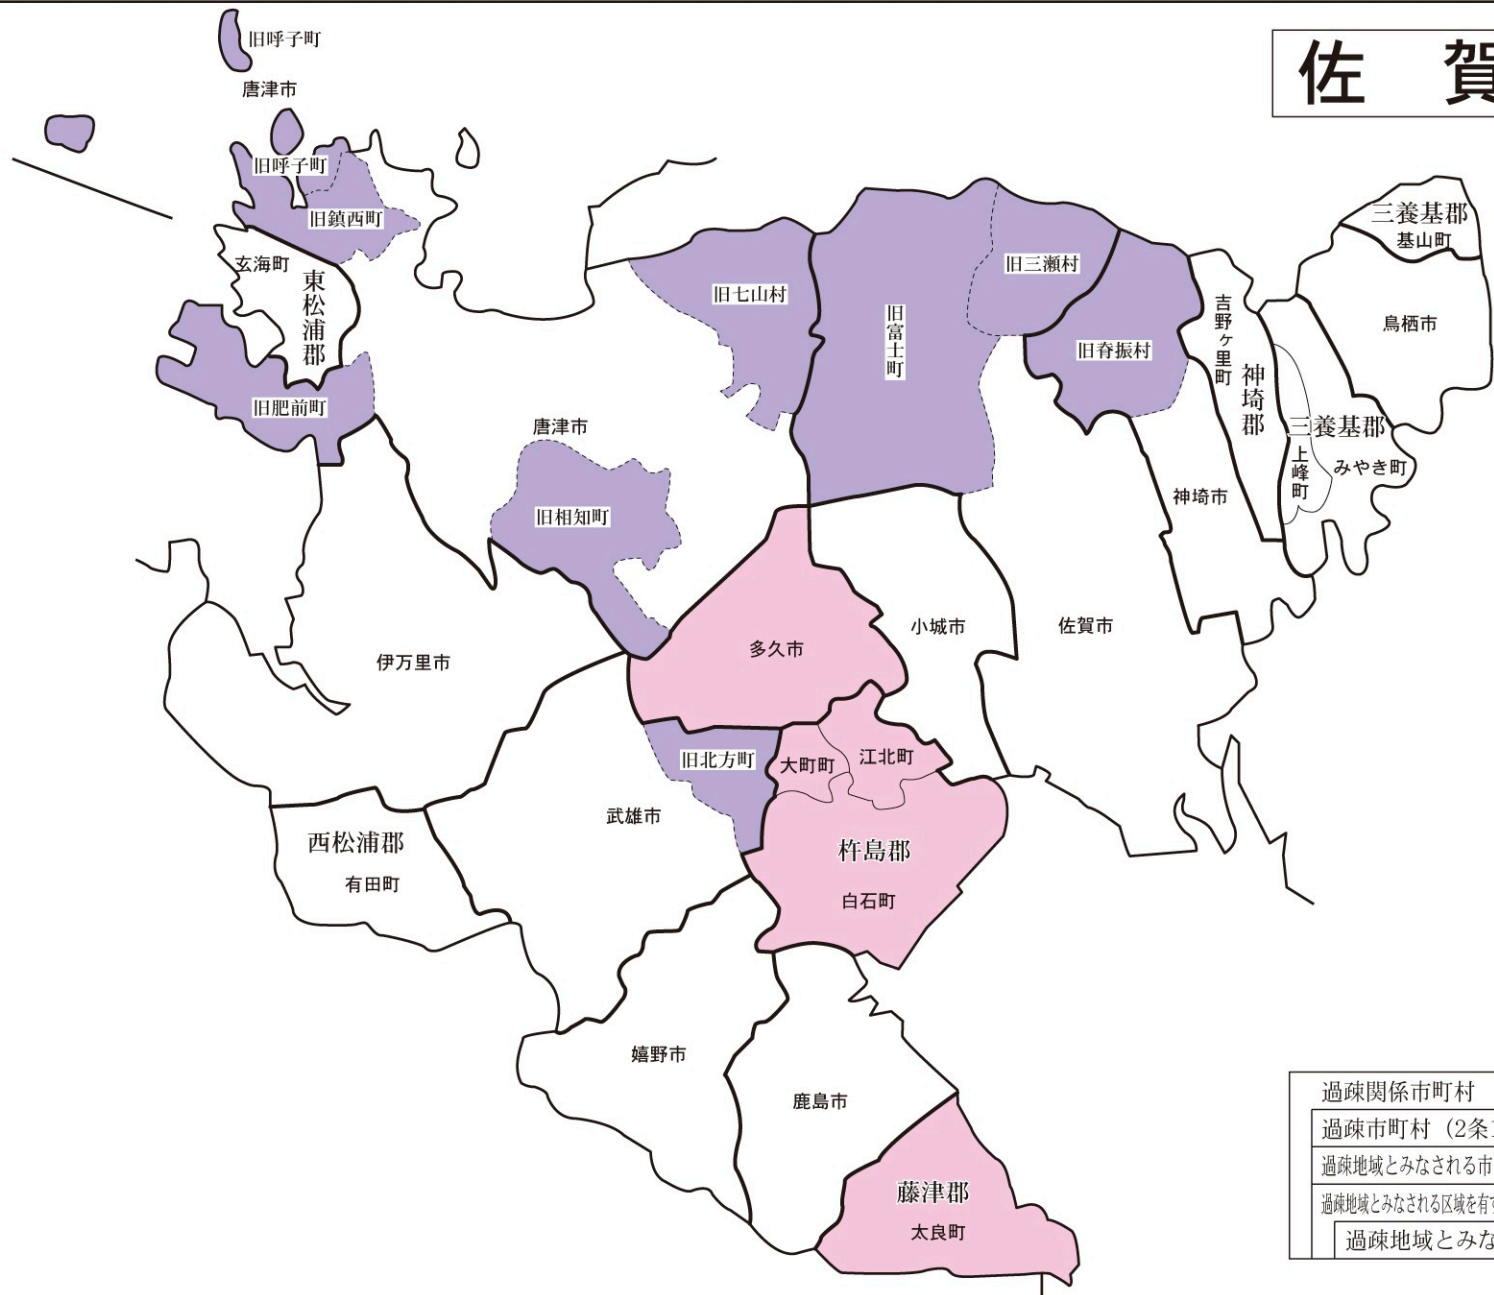 佐 賀
旧呼子町
唐津市
旧呼子町
旧鎮西町
玄海町
東松浦郡
旧肥前町
旧七山村
旧富士町
旧三瀬村
旧脊振村
三養基郡
基山町
鳥栖市
吉野ヶ里町
神埼郡
三養基郡
上峰町
みやき町
神埼市
唐津市
旧相知町
伊万里市
多久市
小城市
佐賀市
旧北方町
大町町
江北町
武雄市
杵島郡
白石町
西松浦郡
有田町
嬉野市
鹿島市
藤津郡
太良町
過疎関係市町村
過疎市町村（2条
過疎地域とみなされる市
過疎地域とみなされる区域を有
過疎地域とみな